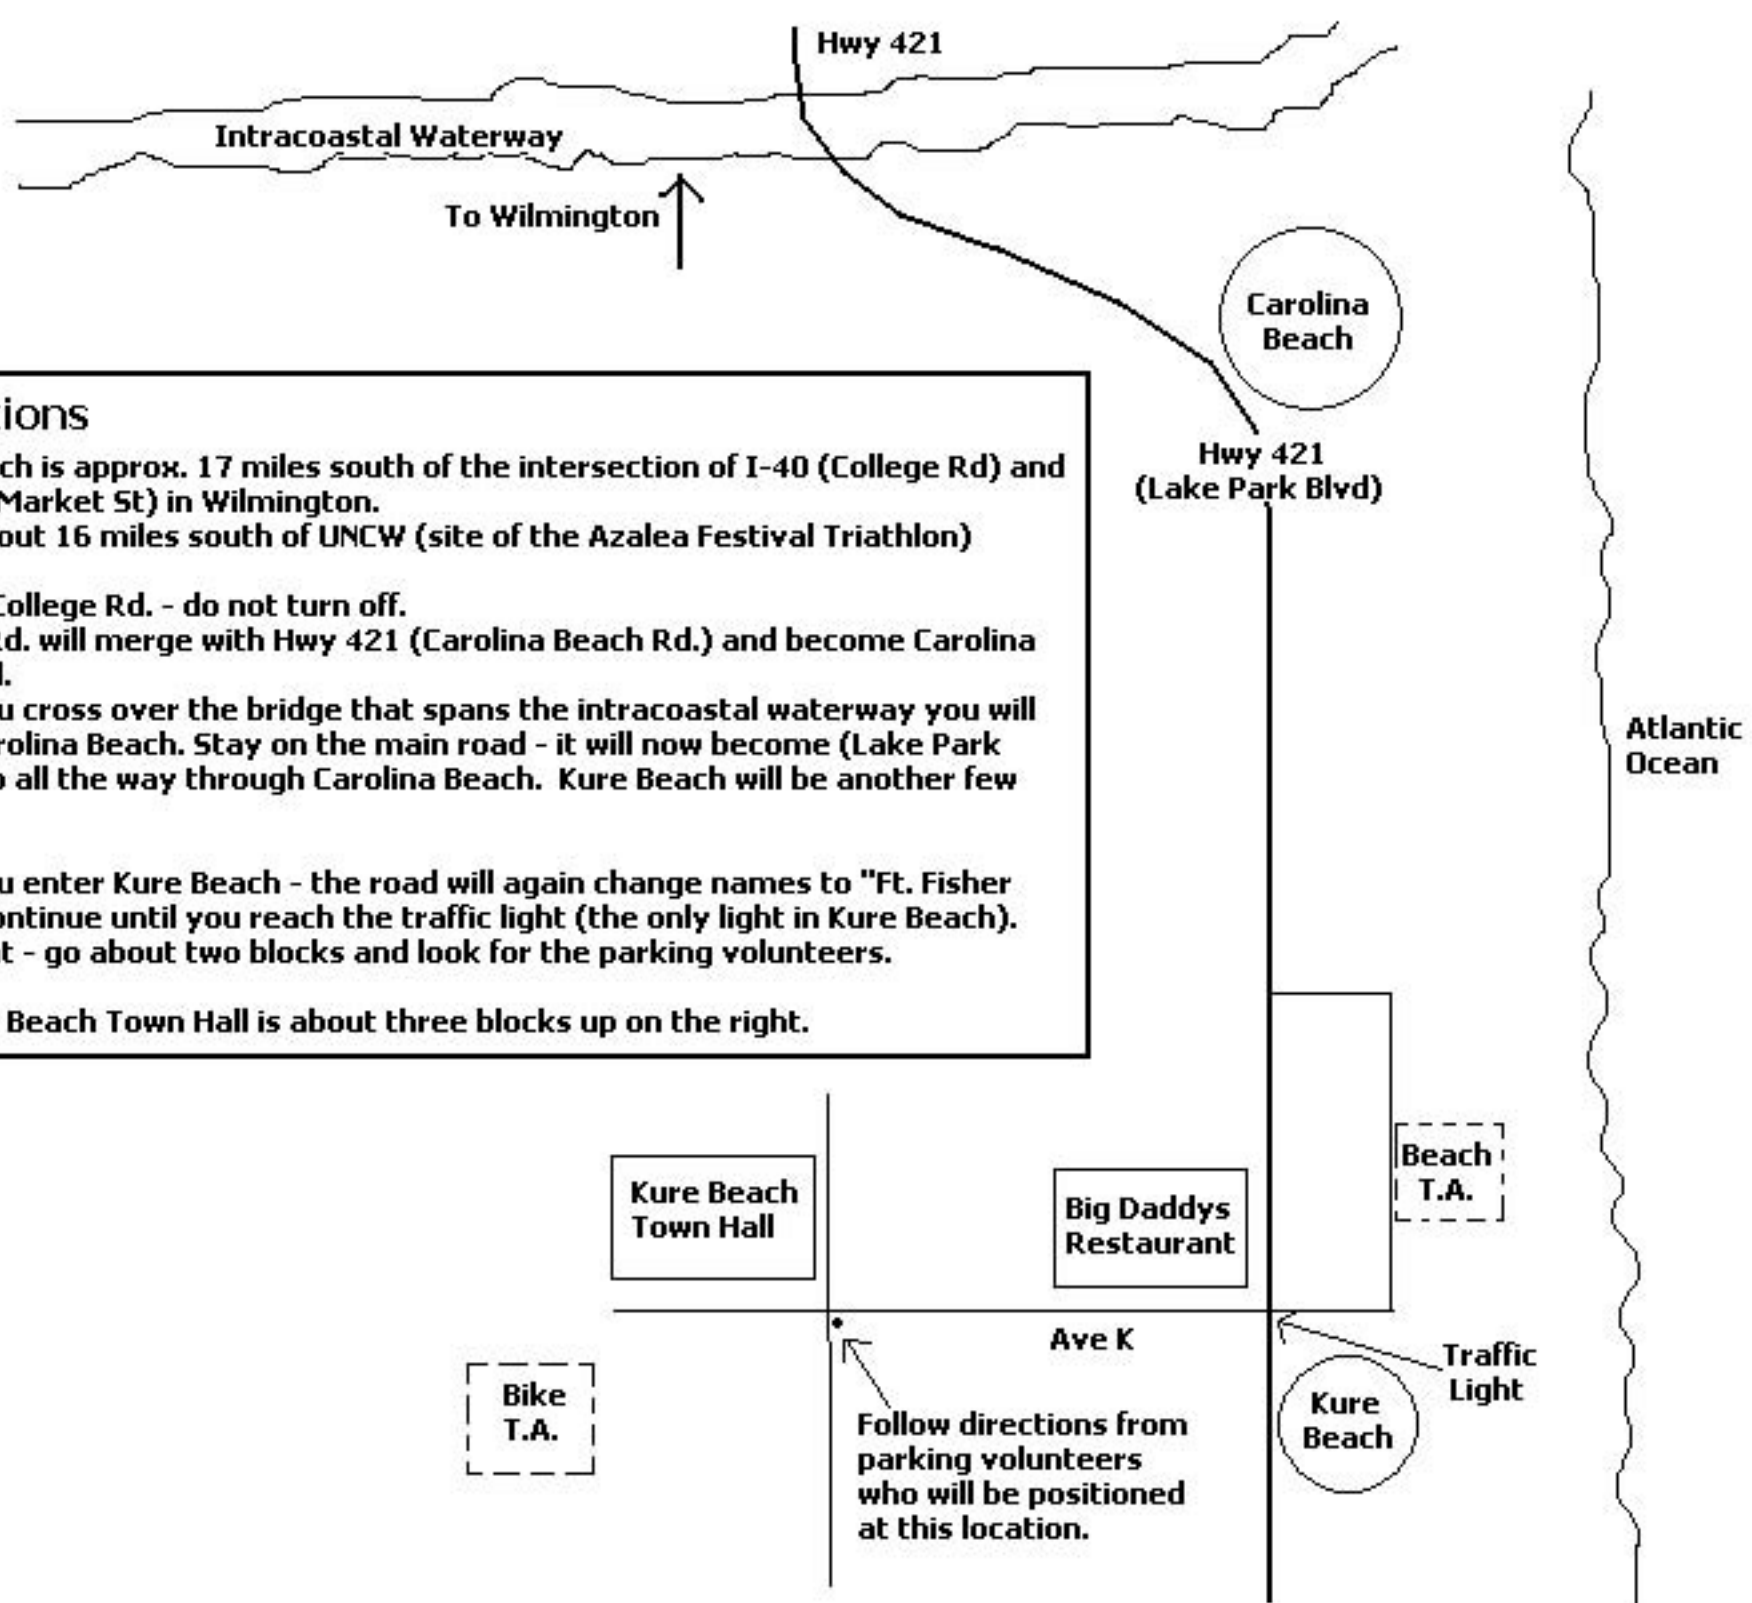 Hwy 421
Intracoastal Waterway
To Wilmington
Carolina
Beach
Hwy 421
(Lake Park Blvd)
tions
ch is approx. 17 miles south of the intersection of I-40 (College Rd) and
Market St) in Wilmington.
out 16 miles south of UNCW (site of the Azalea Festival Triathlon)
College Rd. - do not turn off.
Rd. will merge with Hwy 421 (Carolina Beach Rd.) and become Carolina
l.
u cross over the bridge that spans the intracoastal waterway you will
rolina Beach. Stay on the main road - it will now become (Lake Park
o all the way through Carolina Beach.  Kure Beach will be another few
u enter Kure Beach - the road will again change names to "Ft. Fisher
ontinue until you reach the traffic light (the only light in Kure Beach).
t - go about two blocks and look for the parking volunteers.
Beach Town Hall is about three blocks up on the right.
Atlantic
Ocean
Kure Beach
Town Hall
Big Daddys
Restaurant
Beach
T.A.
Ave K
Traffic
Light
Kure
Beach
Bike
T.A.
Follow directions from
parking volunteers
who will be positioned
at this location.